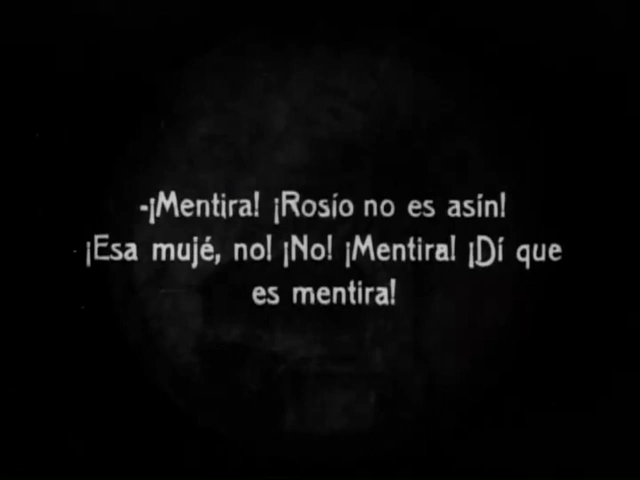 -¡Mentira! ¡Rosío no es asín!
¡Esa mujé, no! ¡No! ¡Mentira! ¡Dí que
es mentira!